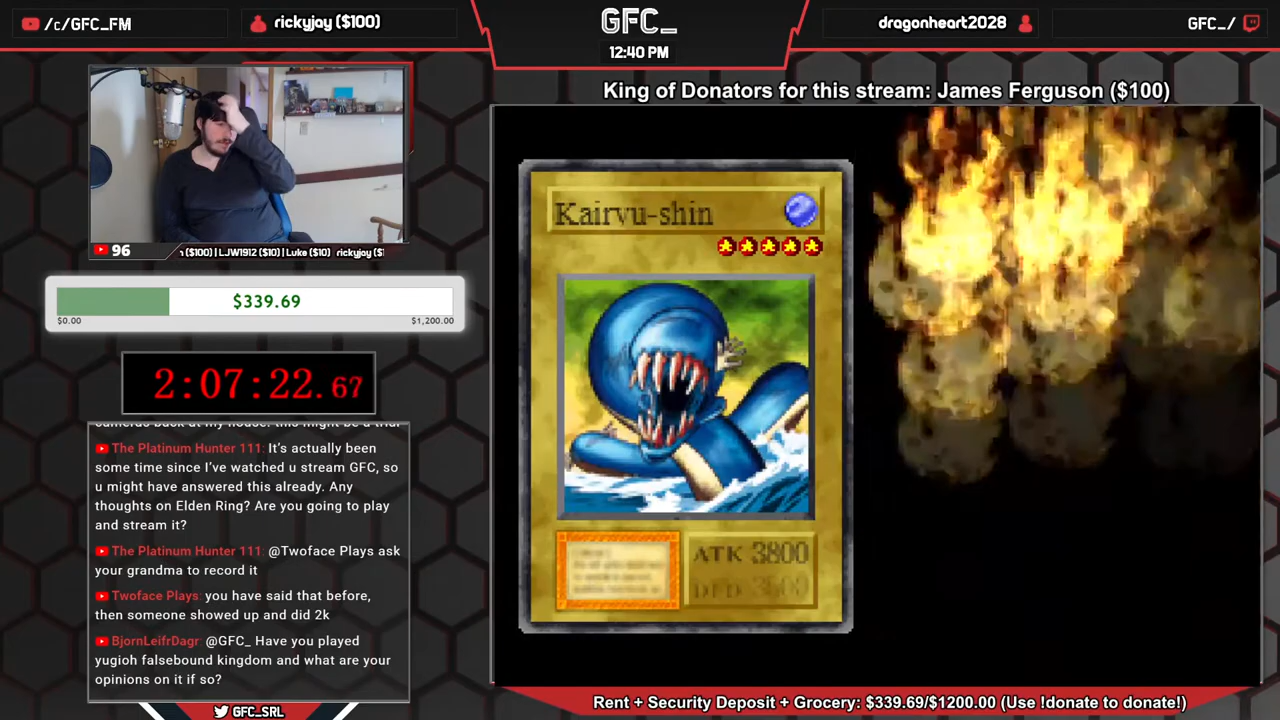 /c/GFC_FM
rickyjay ($100)
GFC_
12:40 PM
dragonheart2028
GFC_/
King of Donators for this stream: James Ferguson ($100)
96
($100) | LJW1912 ($10) | Luke ($10) rickyjay ($1
$339.69
$0.00
$1,200.00
2:07:22.67
The Platinum Hunter 111: It's actually been
some time since I've watched u stream GFC, so
u might have answered this already. Any
thoughts on Elden Ring? Are you going to play
and stream it?
The Platinum Hunter 111: @Twoface Plays ask
your grandma to record it
Twoface Plays: you have said that before,
then someone showed up and did 2k
BjornLeifrDagr: @GFC_ Have you played
yugioh falsebound kingdom and what are your
opinions on it if so?
GFC_SRL
Kairyu-shin
ATK 3800
DFD 3500
Rent + Security Deposit + Grocery: $339.69/$1200.00 (Use !donate to donate!)